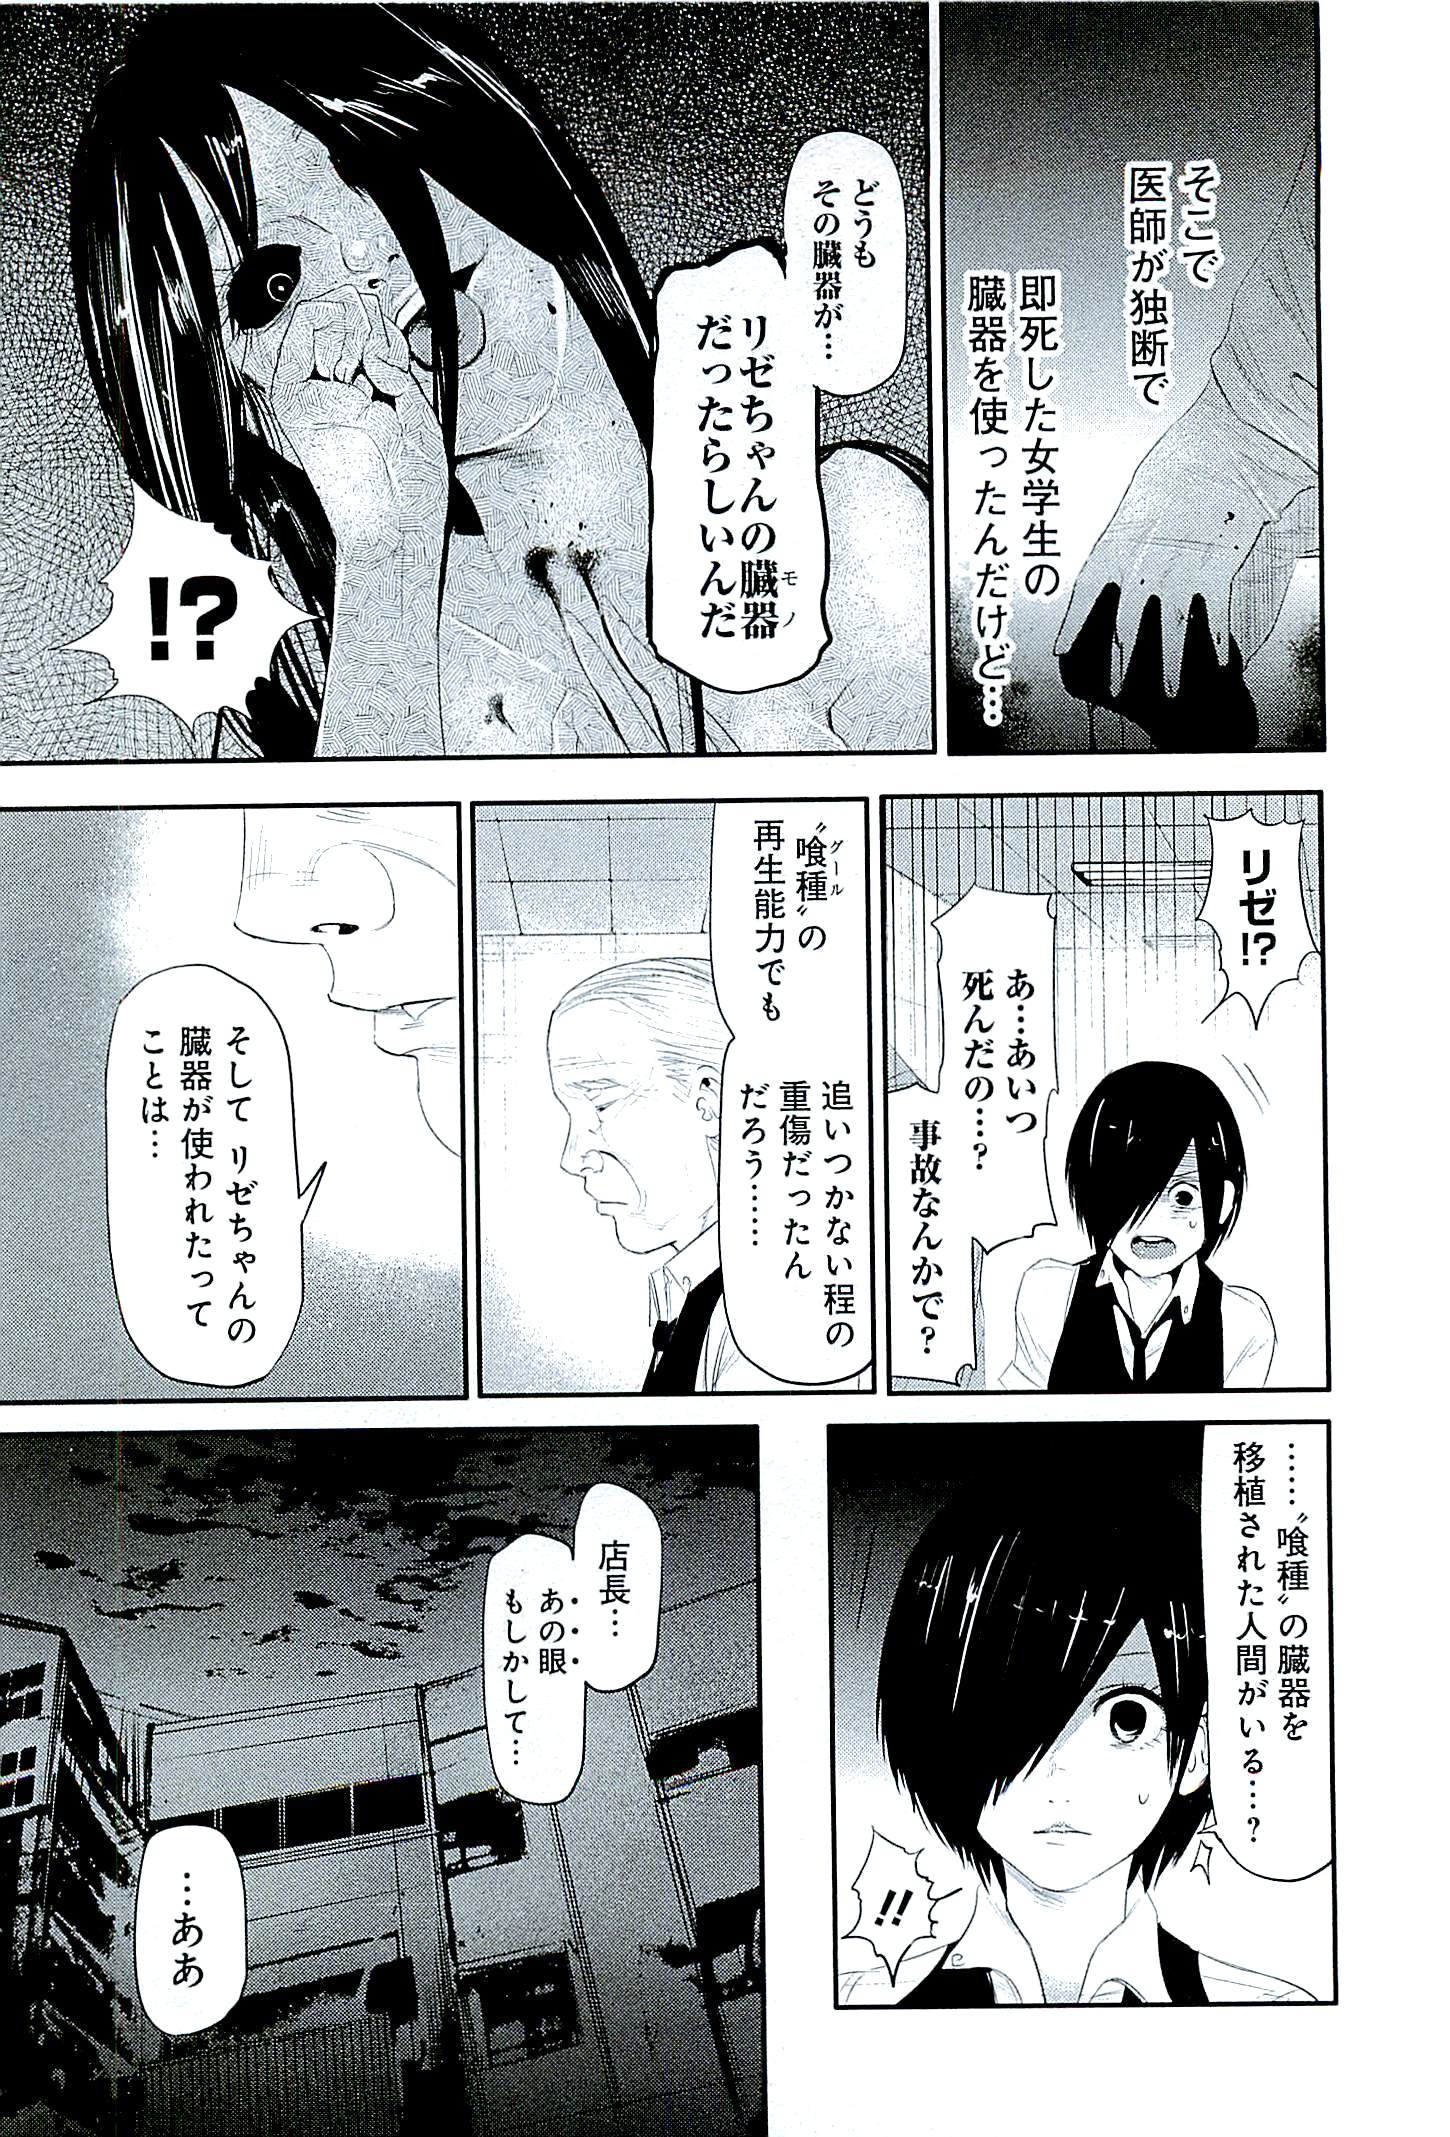 そこで
医師が独断で
即死した女学生の
臓器を使ったんだけど…
どうも
その臓器が…
リゼちゃんの臓器
モノ
だったらしいんだ
!?
リゼ!?
あ…あいつ
死んだの…?
事故なんかで?
〝喰種〟の
グール
再生能力でも
追いつかない程の
重傷だったん
だろう……
そして リゼちゃんの
臓器が使われたって
ことは…
……〝喰種〟の臓器を
移植された人間がいる…?
!!
店長…
あの眼
もしかして…
…ああ